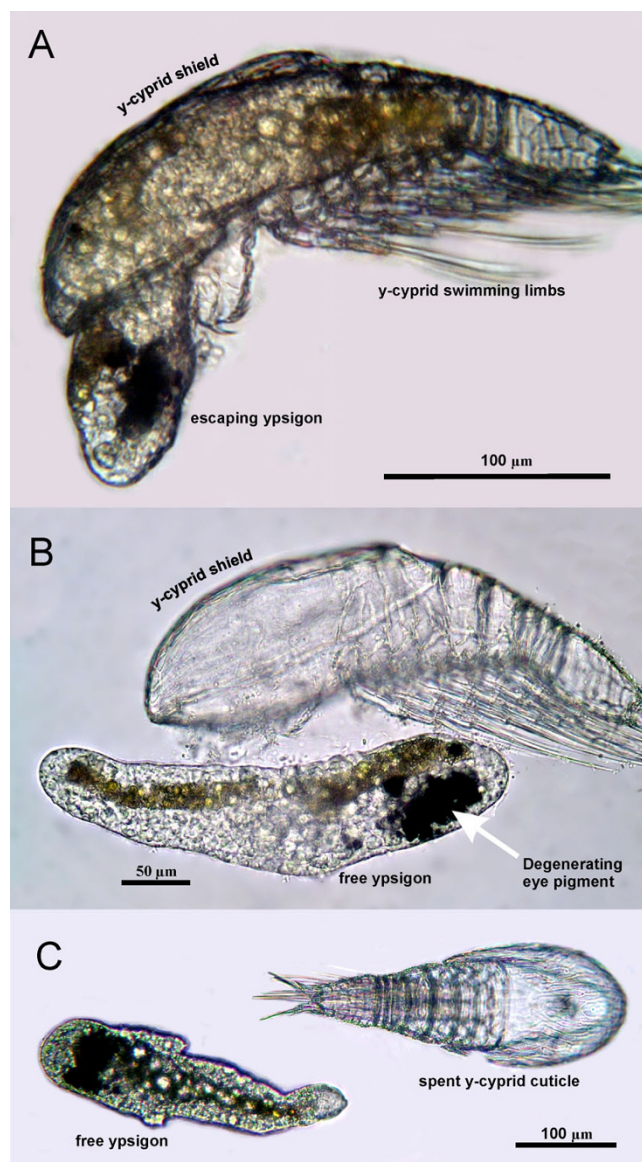 A
y-cyprid shield
y-cyprid swimming limbs
escaping ypsigon
100 µm
B
y-cyprid shield
50 µm
free ypsigon
Degenerating
eye pigment
C
spent y-cyprid cuticle
free ypsigon
100 µm